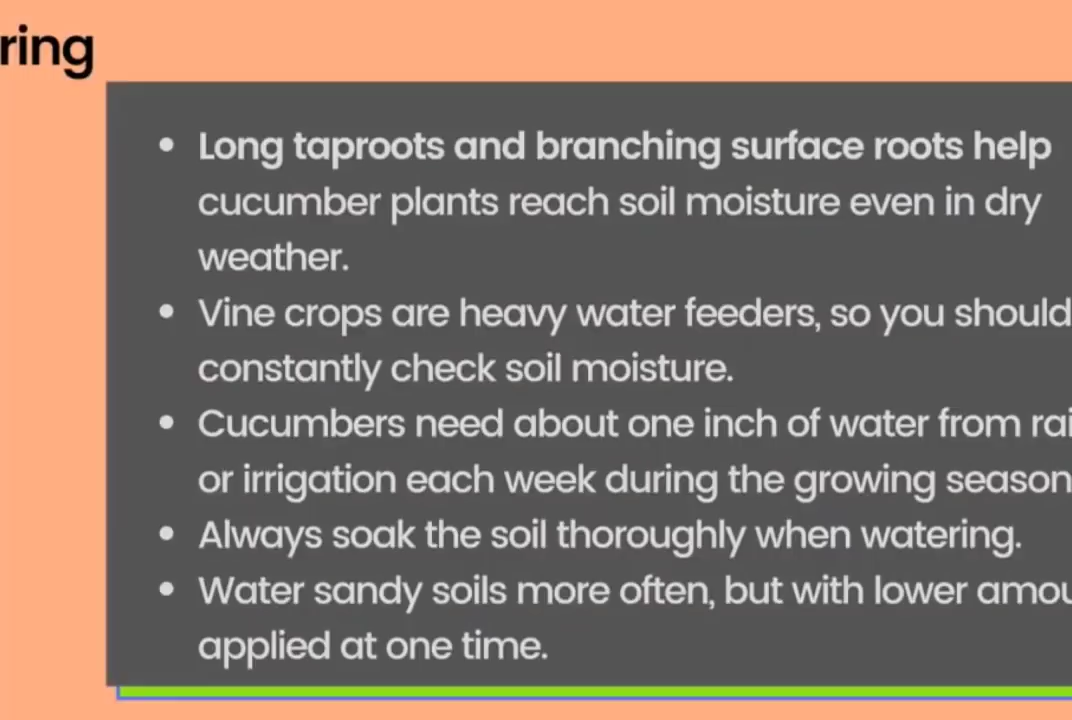 ring
• Long taproots and branching surface roots help
cucumber plants reach soil moisture even in dry
weather.
• Vine crops are heavy water feeders, so you should
constantly check soil moisture.
• Cucumbers need about one inch of water from rai
or irrigation each week during the growing season
• Always soak the soil thoroughly when watering.
• Water sandy soils more often, but with lower amou
applied at one time.